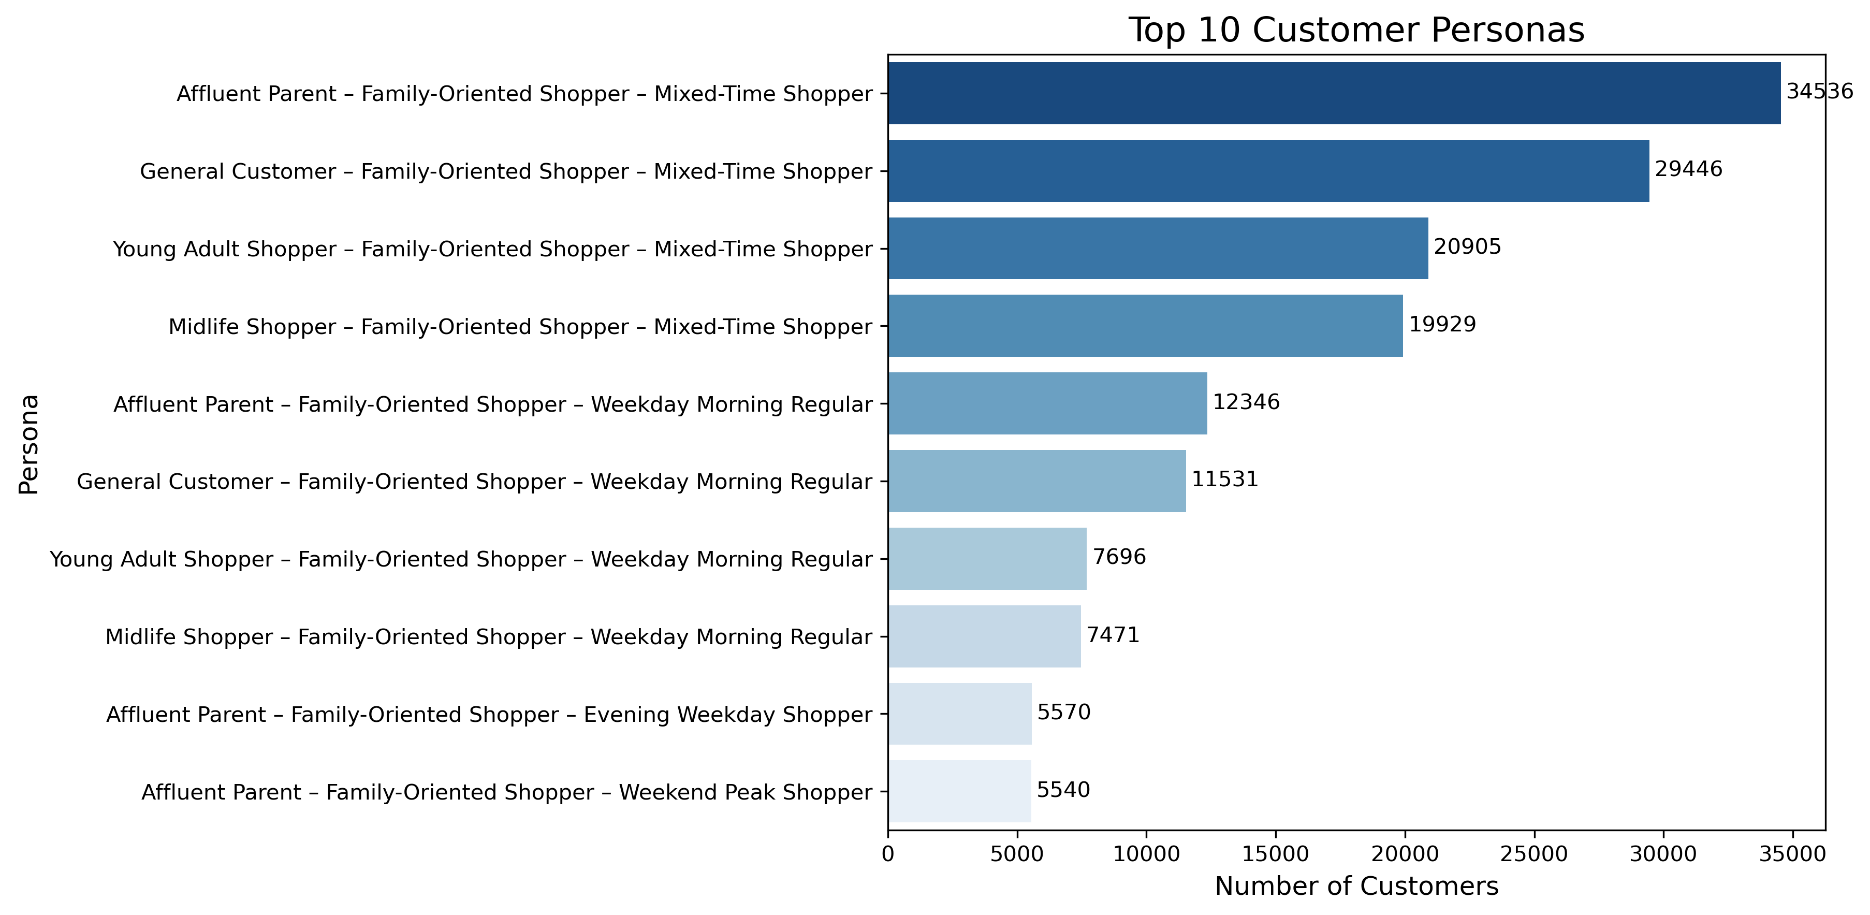 Top 10 Customer Personas
Affluent Parent – Family-Oriented Shopper – Mixed-Time Shopper 34536
General Customer – Family-Oriented Shopper – Mixed-Time Shopper 29446
Young Adult Shopper – Family-Oriented Shopper – Mixed-Time Shopper 20905
Midlife Shopper – Family-Oriented Shopper – Mixed-Time Shopper 19929
Affluent Parent – Family-Oriented Shopper – Weekday Morning Regular 12346
General Customer – Family-Oriented Shopper – Weekday Morning Regular 11531
Young Adult Shopper – Family-Oriented Shopper – Weekday Morning Regular 7696
Midlife Shopper – Family-Oriented Shopper – Weekday Morning Regular 7471
Affluent Parent – Family-Oriented Shopper – Evening Weekday Shopper 5570
Affluent Parent – Family-Oriented Shopper – Weekend Peak Shopper 5540
Persona
0 5000 10000 15000 20000 25000 30000 35000
Number of Customers